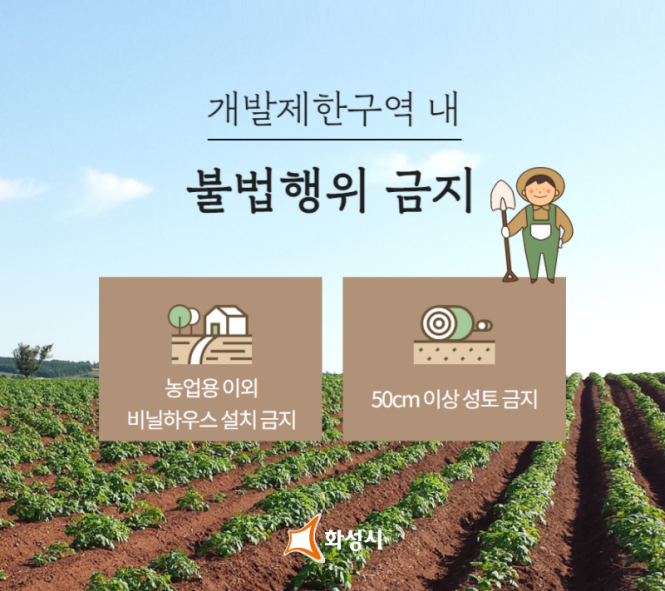 개발제한구역 내
불법행위 금지
농업용 이외
비닐하우스 설치 금지
50cm 이상 성토 금지
화성시